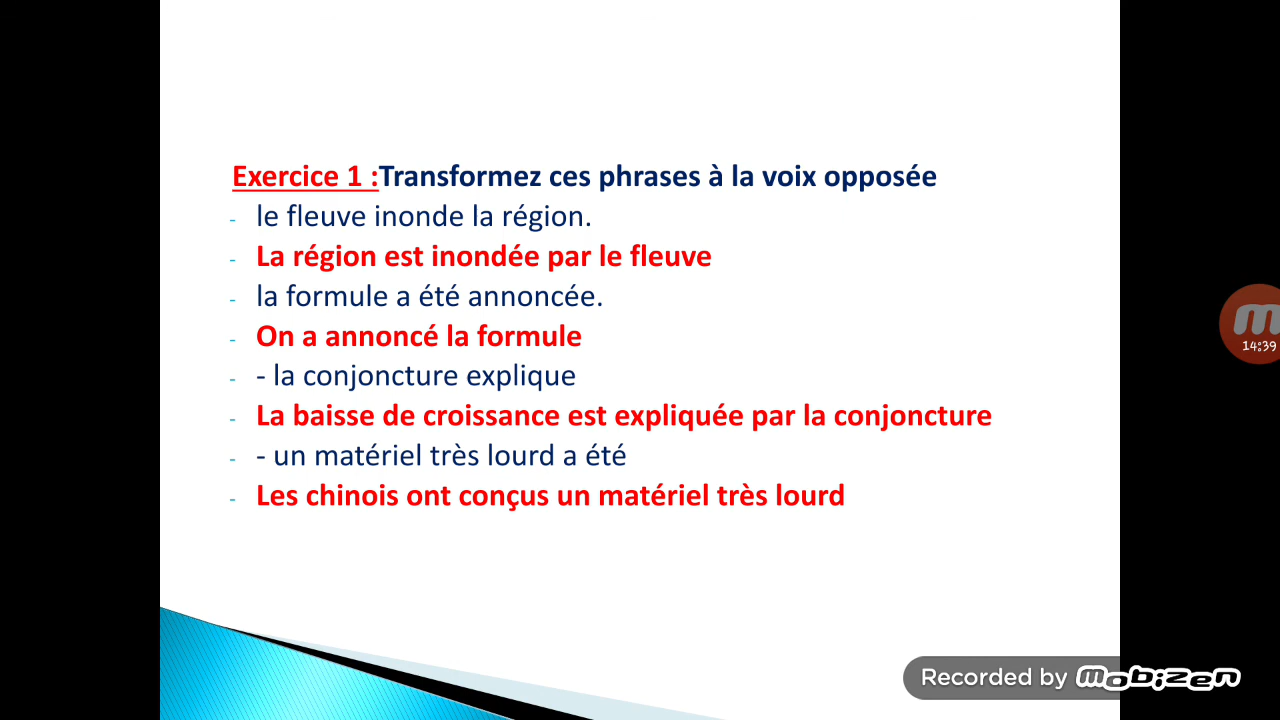 Exercice 1 :Transformez ces phrases à la voix opposée
- le fleuve inonde la région.
- La région est inondée par le fleuve
- la formule a été annoncée.
- On a annoncé la formule
- - la conjoncture explique
- La baisse de croissance est expliquée par la conjoncture
- - un matériel très lourd a été
- Les chinois ont conçus un matériel très lourd
14:39
Recorded by mobizen